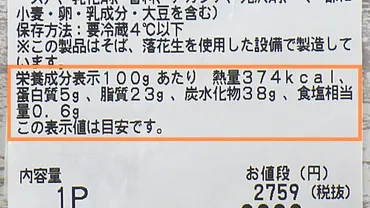 小麦・卵・乳成分・大豆を含む)
保存方法:要冷蔵4℃以下
※この製品はそば、落花生を使用した設備で製造して
います。
栄養成分表示100gあたり 熱量374kcal、
蛋白質5g、脂質23g、炭水化物38g、食塩相当
量0.6g
この表示値は目安です。
内容量 お値段(円)
1P 2759(税抜)